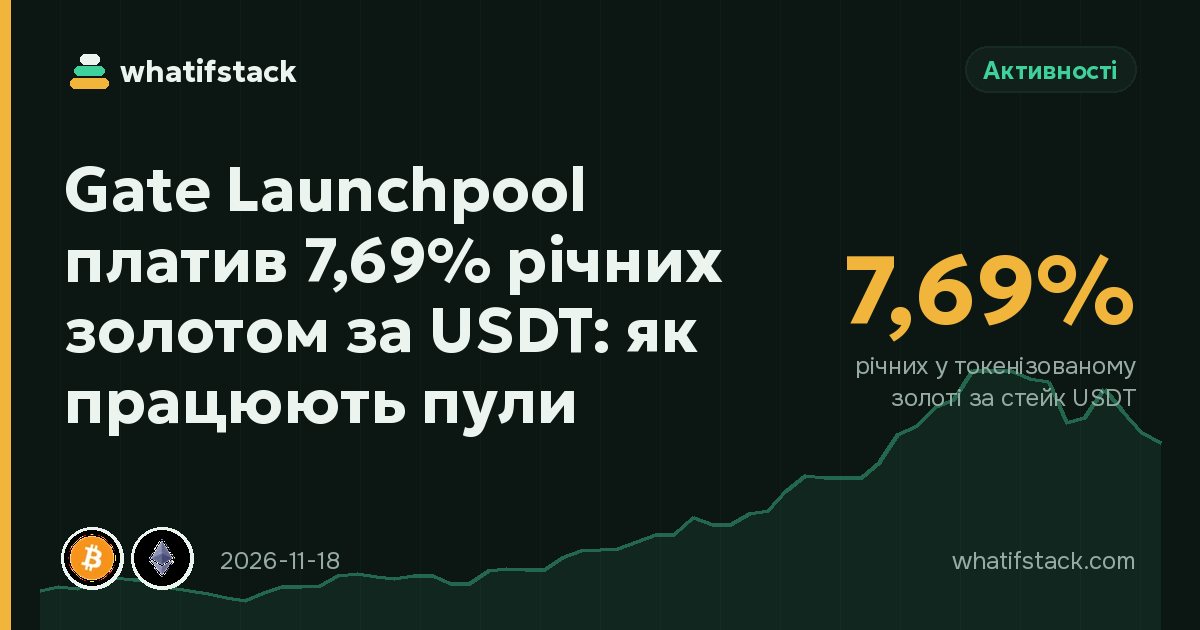 whatifstack
Активності
Gate Launchpool
платив 7,69% річних
золотом за USDT: як
працюють пули
7,69%
річних у токенізованому
золоті за стейк USDT
2026-11-18
whatifstack.com